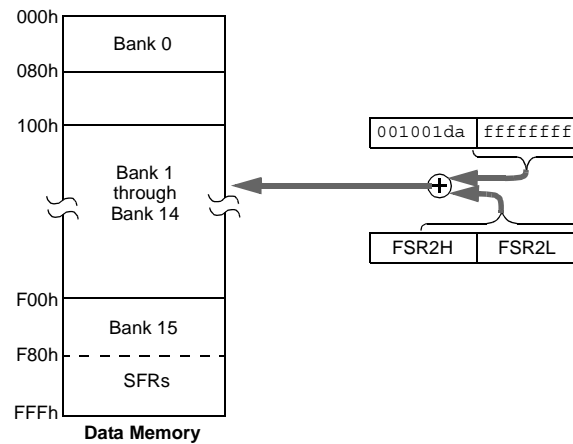 000h
Bank 0
080h
100h
Bank 1
through
Bank 14
F00h
Bank 15
F80h
SFRs
FFFh
Data Memory
001001da ffffffff
FSR2H FSR2L